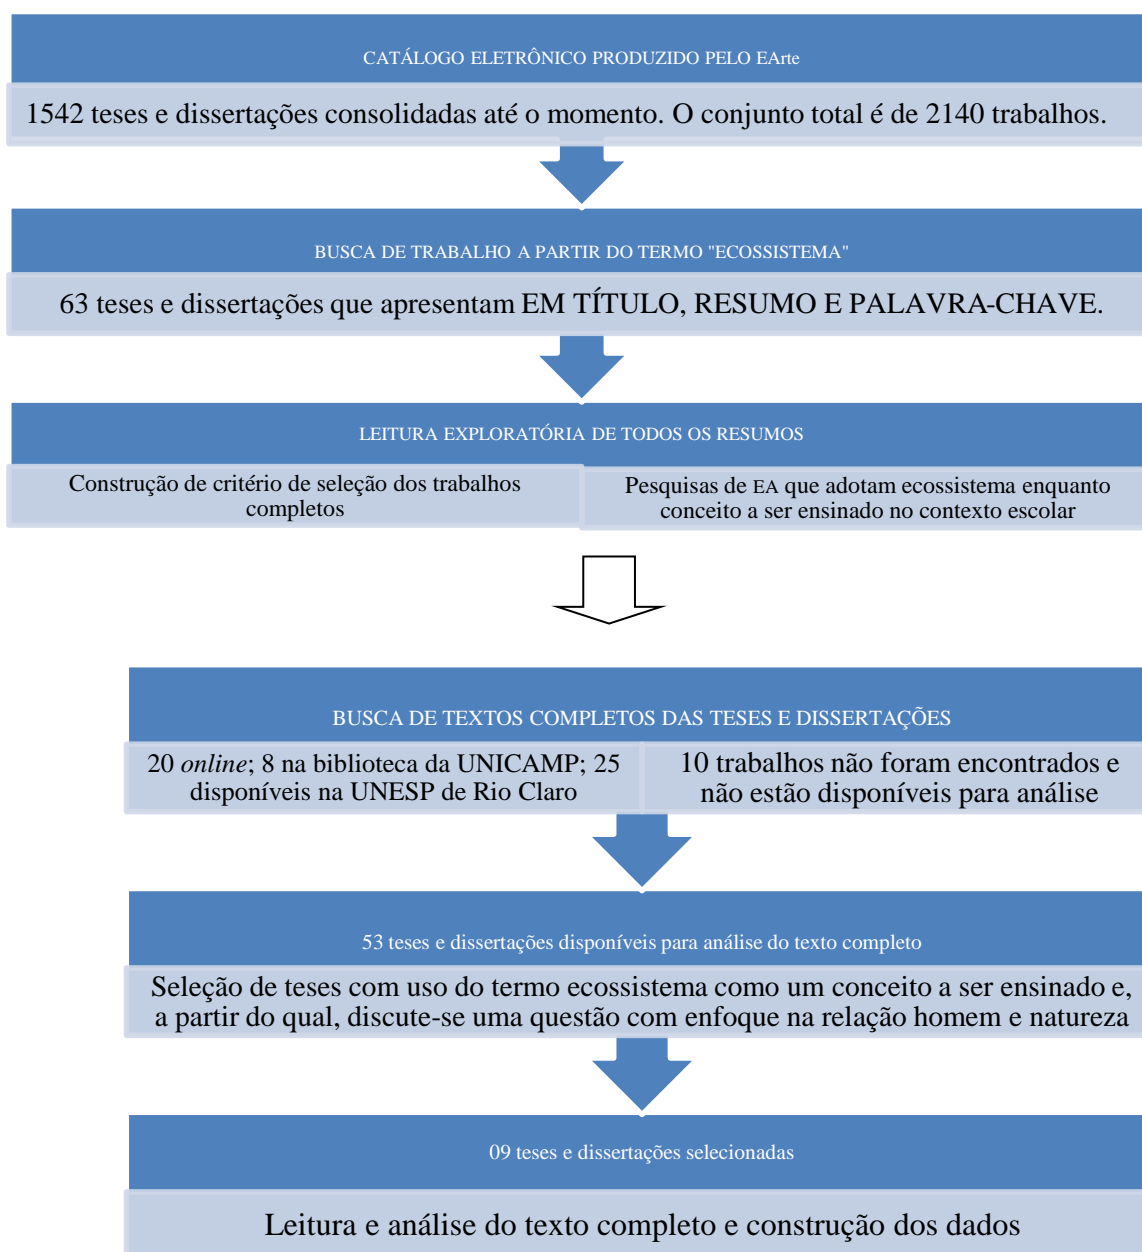 CATÁLOGO ELETRÔNICO PRODUZIDO PELO EArte
1542 teses e dissertações consolidadas até o momento. O conjunto total é de 2140 trabalhos.
BUSCA DE TRABALHO A PARTIR DO TERMO "ECOSSISTEMA"
63 teses e dissertações que apresentam EM TÍTULO, RESUMO E PALAVRA-CHAVE.
LEITURA EXPLORATÓRIA DE TODOS OS RESUMOS
Construção de critério de seleção dos trabalhos
completos
Pesquisas de EA que adotam ecossistema enquanto
conceito a ser ensinado no contexto escolar
BUSCA DE TEXTOS COMPLETOS DAS TESES E DISSERTAÇÕES
20 online; 8 na biblioteca da UNICAMP; 25
disponíveis na UNESP de Rio Claro
10 trabalhos não foram encontrados e
não estão disponíveis para análise
53 teses e dissertações disponíveis para análise do texto completo
Seleção de teses com uso do termo ecossistema como um conceito a ser ensinado e,
a partir do qual, discute-se uma questão com enfoque na relação homem e natureza
09 teses e dissertações selecionadas
Leitura e análise do texto completo e construção dos dados